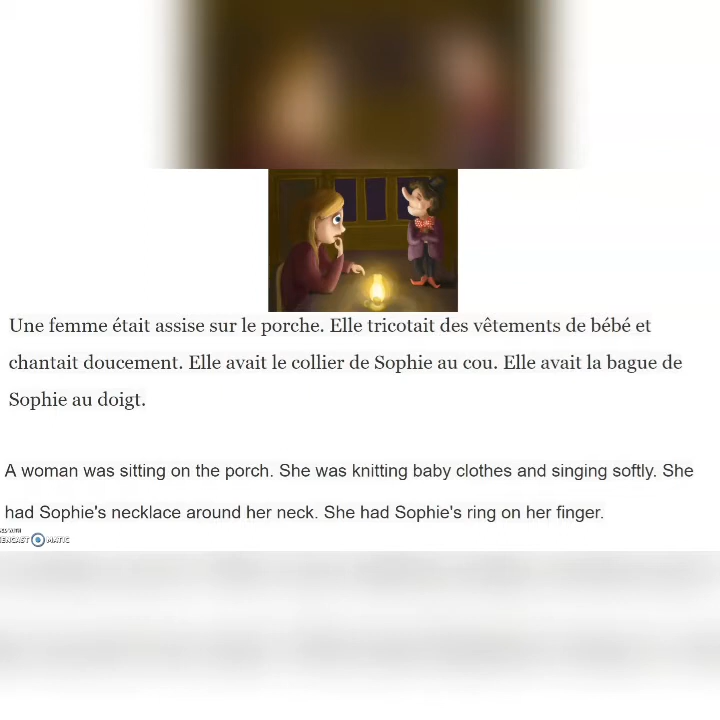 Une femme était assise sur le porche. Elle tricotait des vêtements de bébé et
chantait doucement. Elle avait le collier de Sophie au cou. Elle avait la bague de
Sophie au doigt.
A woman was sitting on the porch. She was knitting baby clothes and singing softly. She
had Sophie's necklace around her neck. She had Sophie's ring on her finger.
MATIC